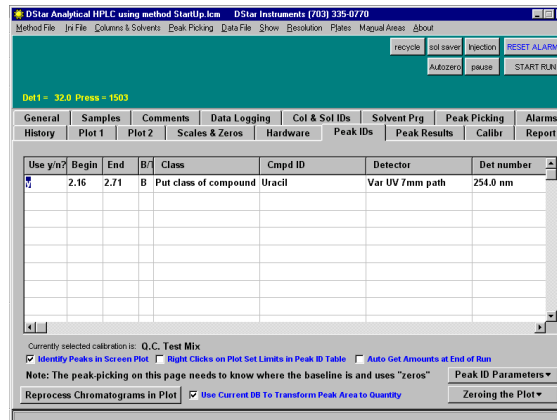 DStar Analytical HPLC using method StartUp.lcm DStar Instruments (703) 335-0770
Method File Ini File Columns & Solvents Peak Picking Data File Show Resolution Plates Manual Areas About
recycle sol saver Injection RESET ALARM
Autozero pause START RUN
Det1 = 32.0 Press = 1503
General Samples Comments Data Logging Col & Sol IDs Solvent Prg Peak Picking Alarms
History Plot 1 Plot 2 Scales & Zeros Hardware Peak IDs Peak Results Calibr Report
Use y/n? Begin End B/T Class Cmpd ID Detector Det number
y 2.16 2.71 B Put class of compound Uracil Var UV 7mm path 254.0 nm
Currently selected calibration is: Q.C. Test Mix
Identify Peaks in Screen Plot Right Clicks on Plot Set Limits in Peak ID Table Auto Get Amounts at End of Run
Note: The peak-picking on this page needs to know where the baseline is and uses "zeros" Peak ID Parameters
Reprocess Chromatograms in Plot Use Current DB To Transform Peak Area to Quantity Zeroing the Plot